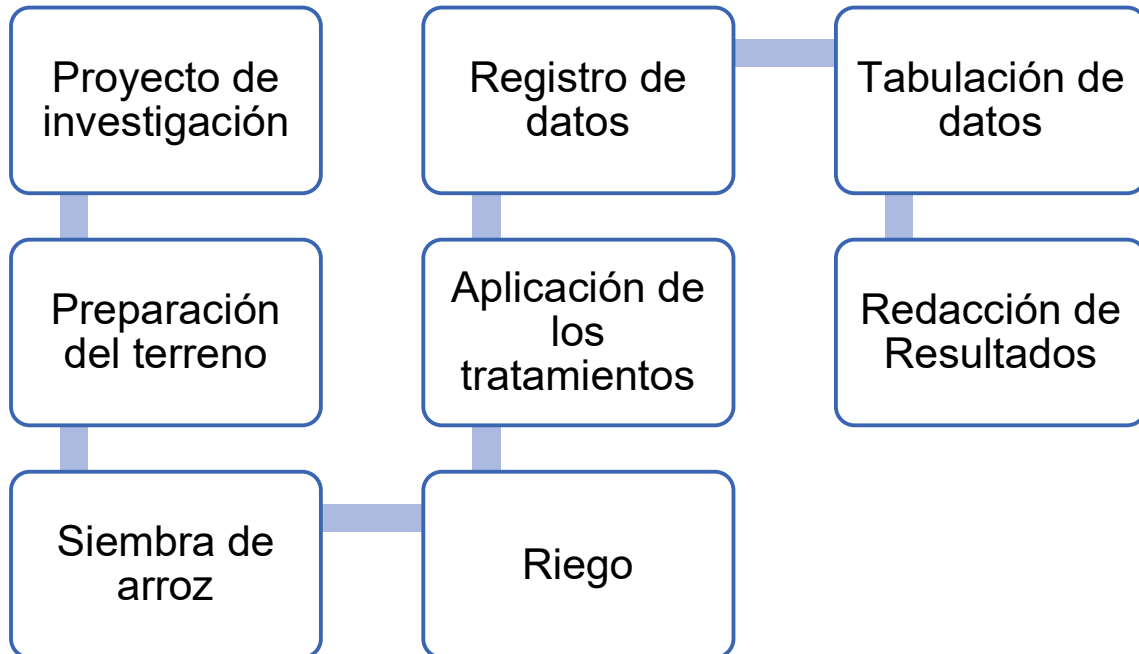 Proyecto de
investigación
Preparación
del terreno
Siembra de
arroz
Riego
Aplicación de
los
tratamientos
Registro de
datos
Tabulación de
datos
Redacción de
Resultados